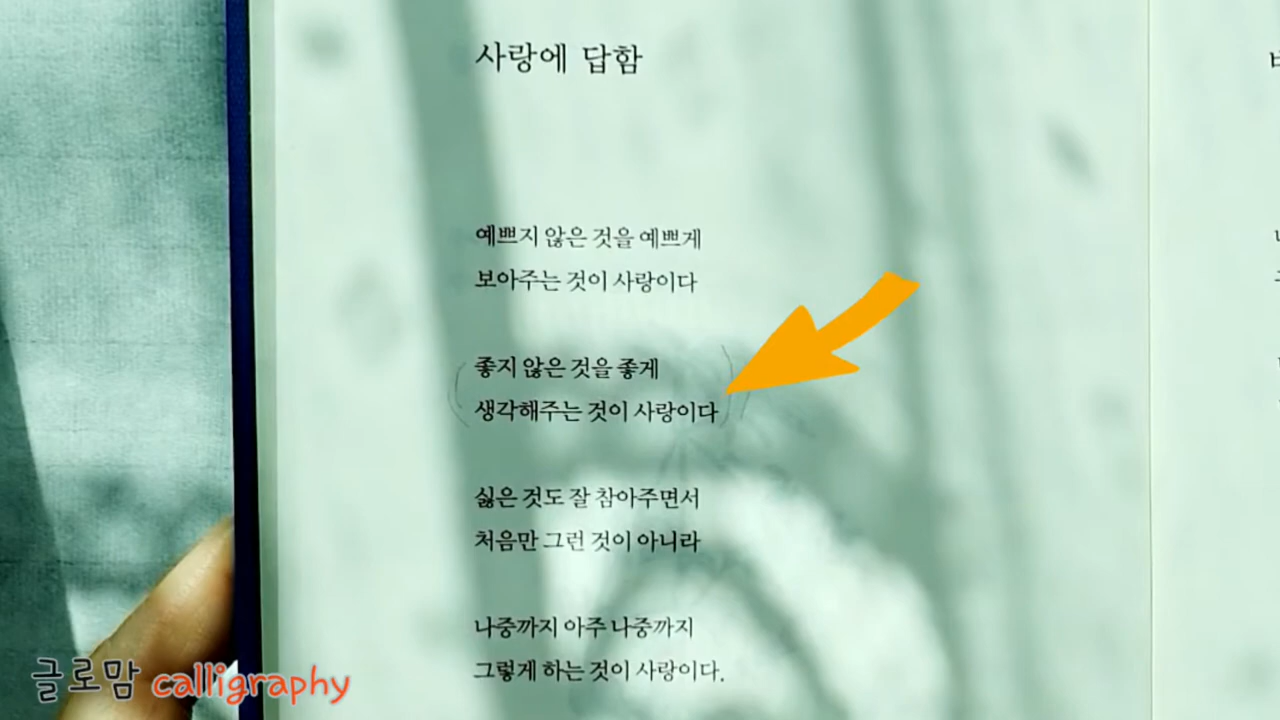 사랑에 답함
예쁘지 않은 것을 예쁘게
보아주는 것이 사랑이다
좋지 않은 것을 좋게
생각해주는 것이 사랑이다
싫은 것도 잘 참아주면서
처음만 그런 것이 아니라
나중까지 아주 나중까지
그렇게 하는 것이 사랑이다.
글로맘 calligraphy